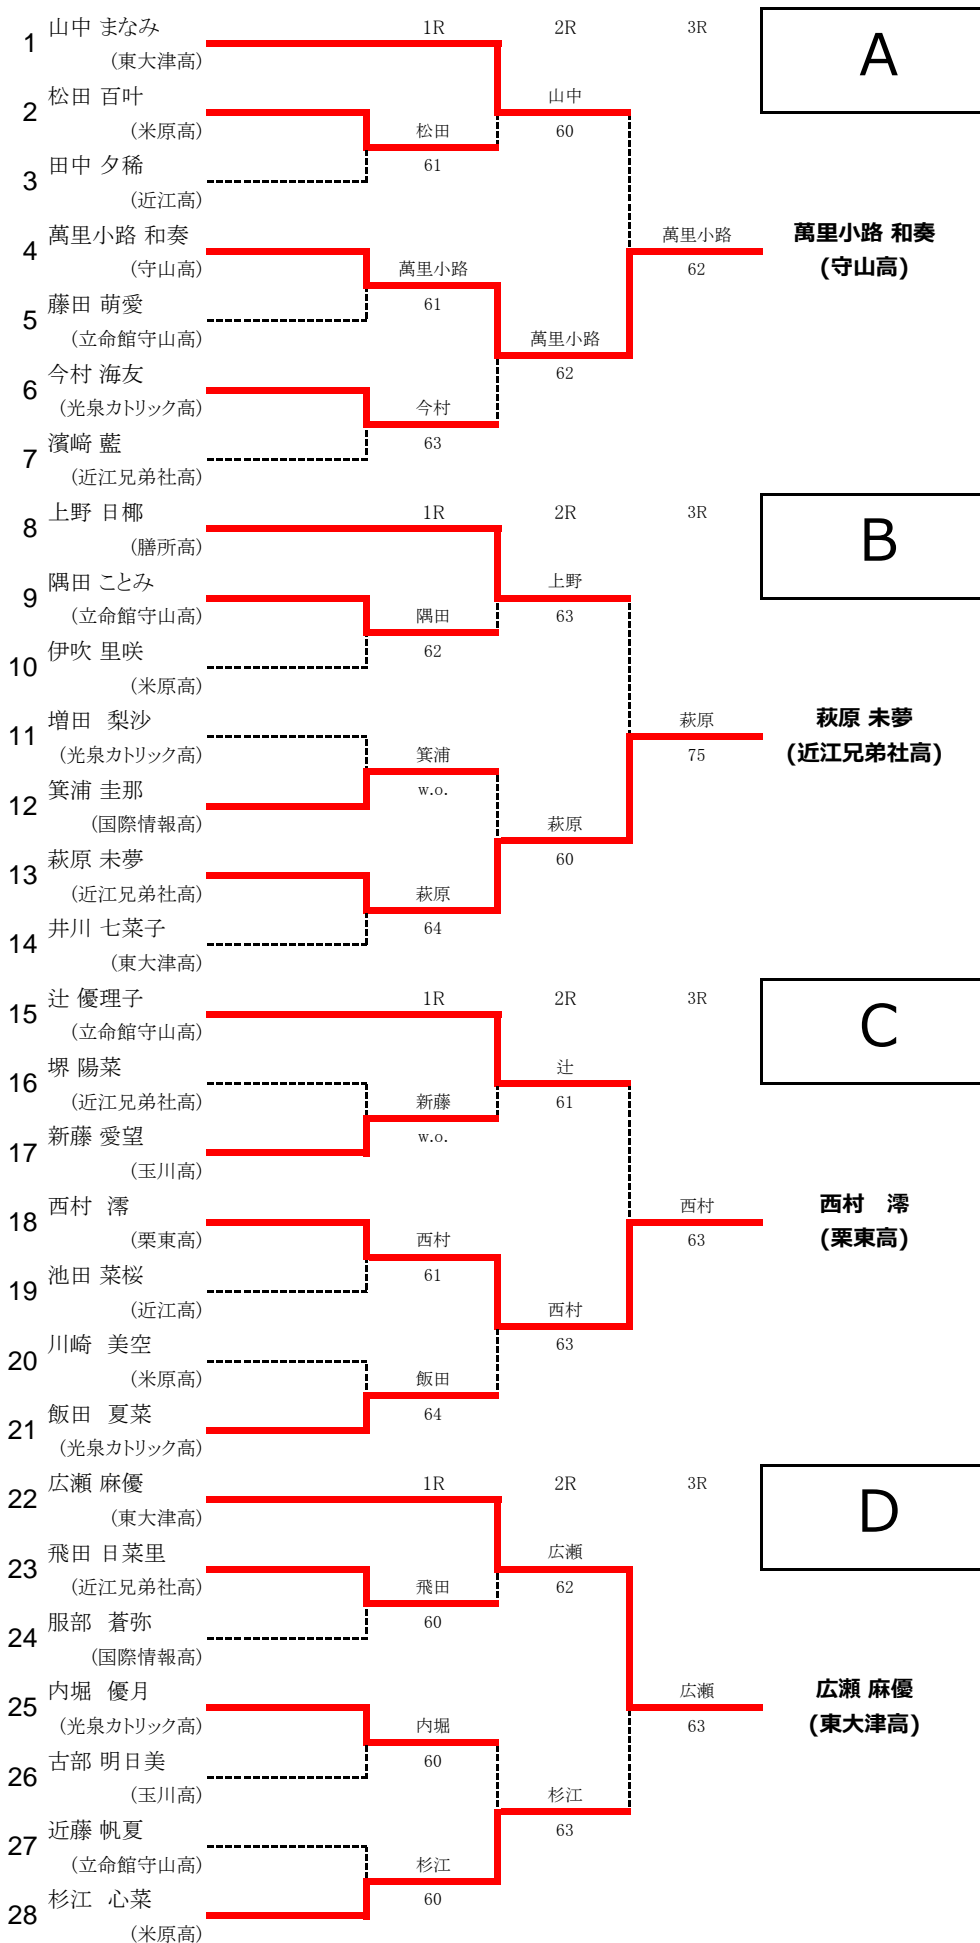 山中 まなみ 1R 2R 3R
1
(東大津高)
A
松田 百叶
2
(米原高)
山中
60
松田
61
田中 夕稀
3
(近江高)
萬里小路 和奏
4
(守山高)
萬里小路
62
萬里小路 和奏
(守山高)
萬里小路
61
藤田 萌愛
5
(立命館守山高)
萬里小路
62
今村 海友
6
(光泉カトリック高)
今村
63
濱﨑 藍
7
(近江兄弟社高)
上野 日梛 1R 2R 3R
8
(膳所高)
B
隅田 ことみ
9
(立命館守山高)
上野
63
隅田
62
伊吹 里咲
10
(米原高)
増田 梨沙
11
(光泉カトリック高)
萩原
75
萩原 未夢
(近江兄弟社高)
箕浦
w.o.
箕浦 圭那
12
(国際情報高)
萩原
60
萩原 未夢
13
(近江兄弟社高)
萩原
64
井川 七菜子
14
(東大津高)
辻 優理子 1R 2R 3R
15
(立命館守山高)
C
堺 陽菜
16
(近江兄弟社高)
辻
61
新藤
w.o.
新藤 愛望
17
(玉川高)
西村 澪
18
(栗東高)
西村
63
西村 澪
(栗東高)
西村
61
池田 菜桜
19
(近江高)
西村
63
川崎 美空
20
(米原高)
飯田
64
飯田 夏菜
21
(光泉カトリック高)
広瀬 麻優 1R 2R 3R
22
(東大津高)
D
飛田 日菜里
23
(近江兄弟社高)
広瀬
62
飛田
60
服部 蒼弥
24
(国際情報高)
内堀 優月
25
(光泉カトリック高)
広瀬
63
広瀬 麻優
(東大津高)
内堀
60
古部 明日美
26
(玉川高)
杉江
63
近藤 帆夏
27
(立命館守山高)
杉江
60
杉江 心菜
28
(米原高)